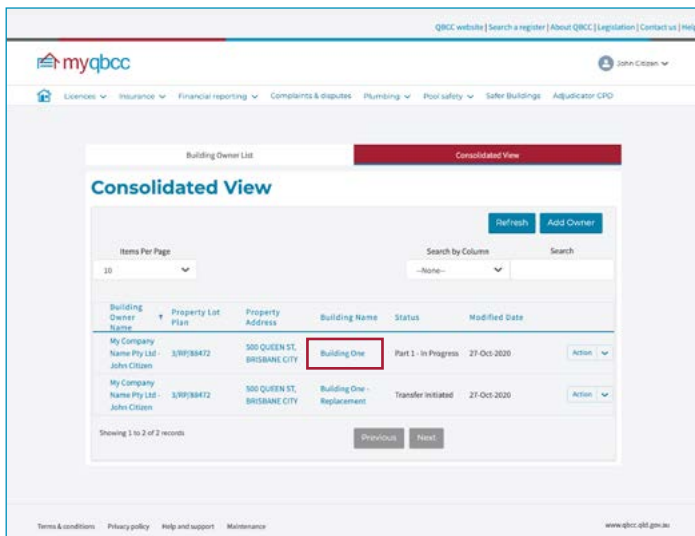 QBCC website | Search a register | About QBCC | Legislation | Contact us | Help
myqbcc
John Citizen
Licences Insurance Financial reporting Complaints & disputes Plumbing Pool safety Safer Buildings Adjudicator CPD
Building Owner List Consolidated View
Consolidated View
Refresh Add Owner
Items Per Page Search by Column Search
10 --None--
Building Owner Name Property Lot Plan Property Address Building Name Status Modified Date
My Company Name Pty Ltd - John Citizen 3/RP/88472 500 QUEEN ST, BRISBANE CITY Building One Part 1 - In Progress 27-Oct-2020 Action
My Company Name Pty Ltd - John Citizen 3/RP/88472 500 QUEEN ST, BRISBANE CITY Building One - Replacement Transfer Initiated 27-Oct-2020 Action
Showing 1 to 2 of 2 records Previous Next
Terms & conditions Privacy policy Help and support Maintenance www.qbcc.qld.gov.au